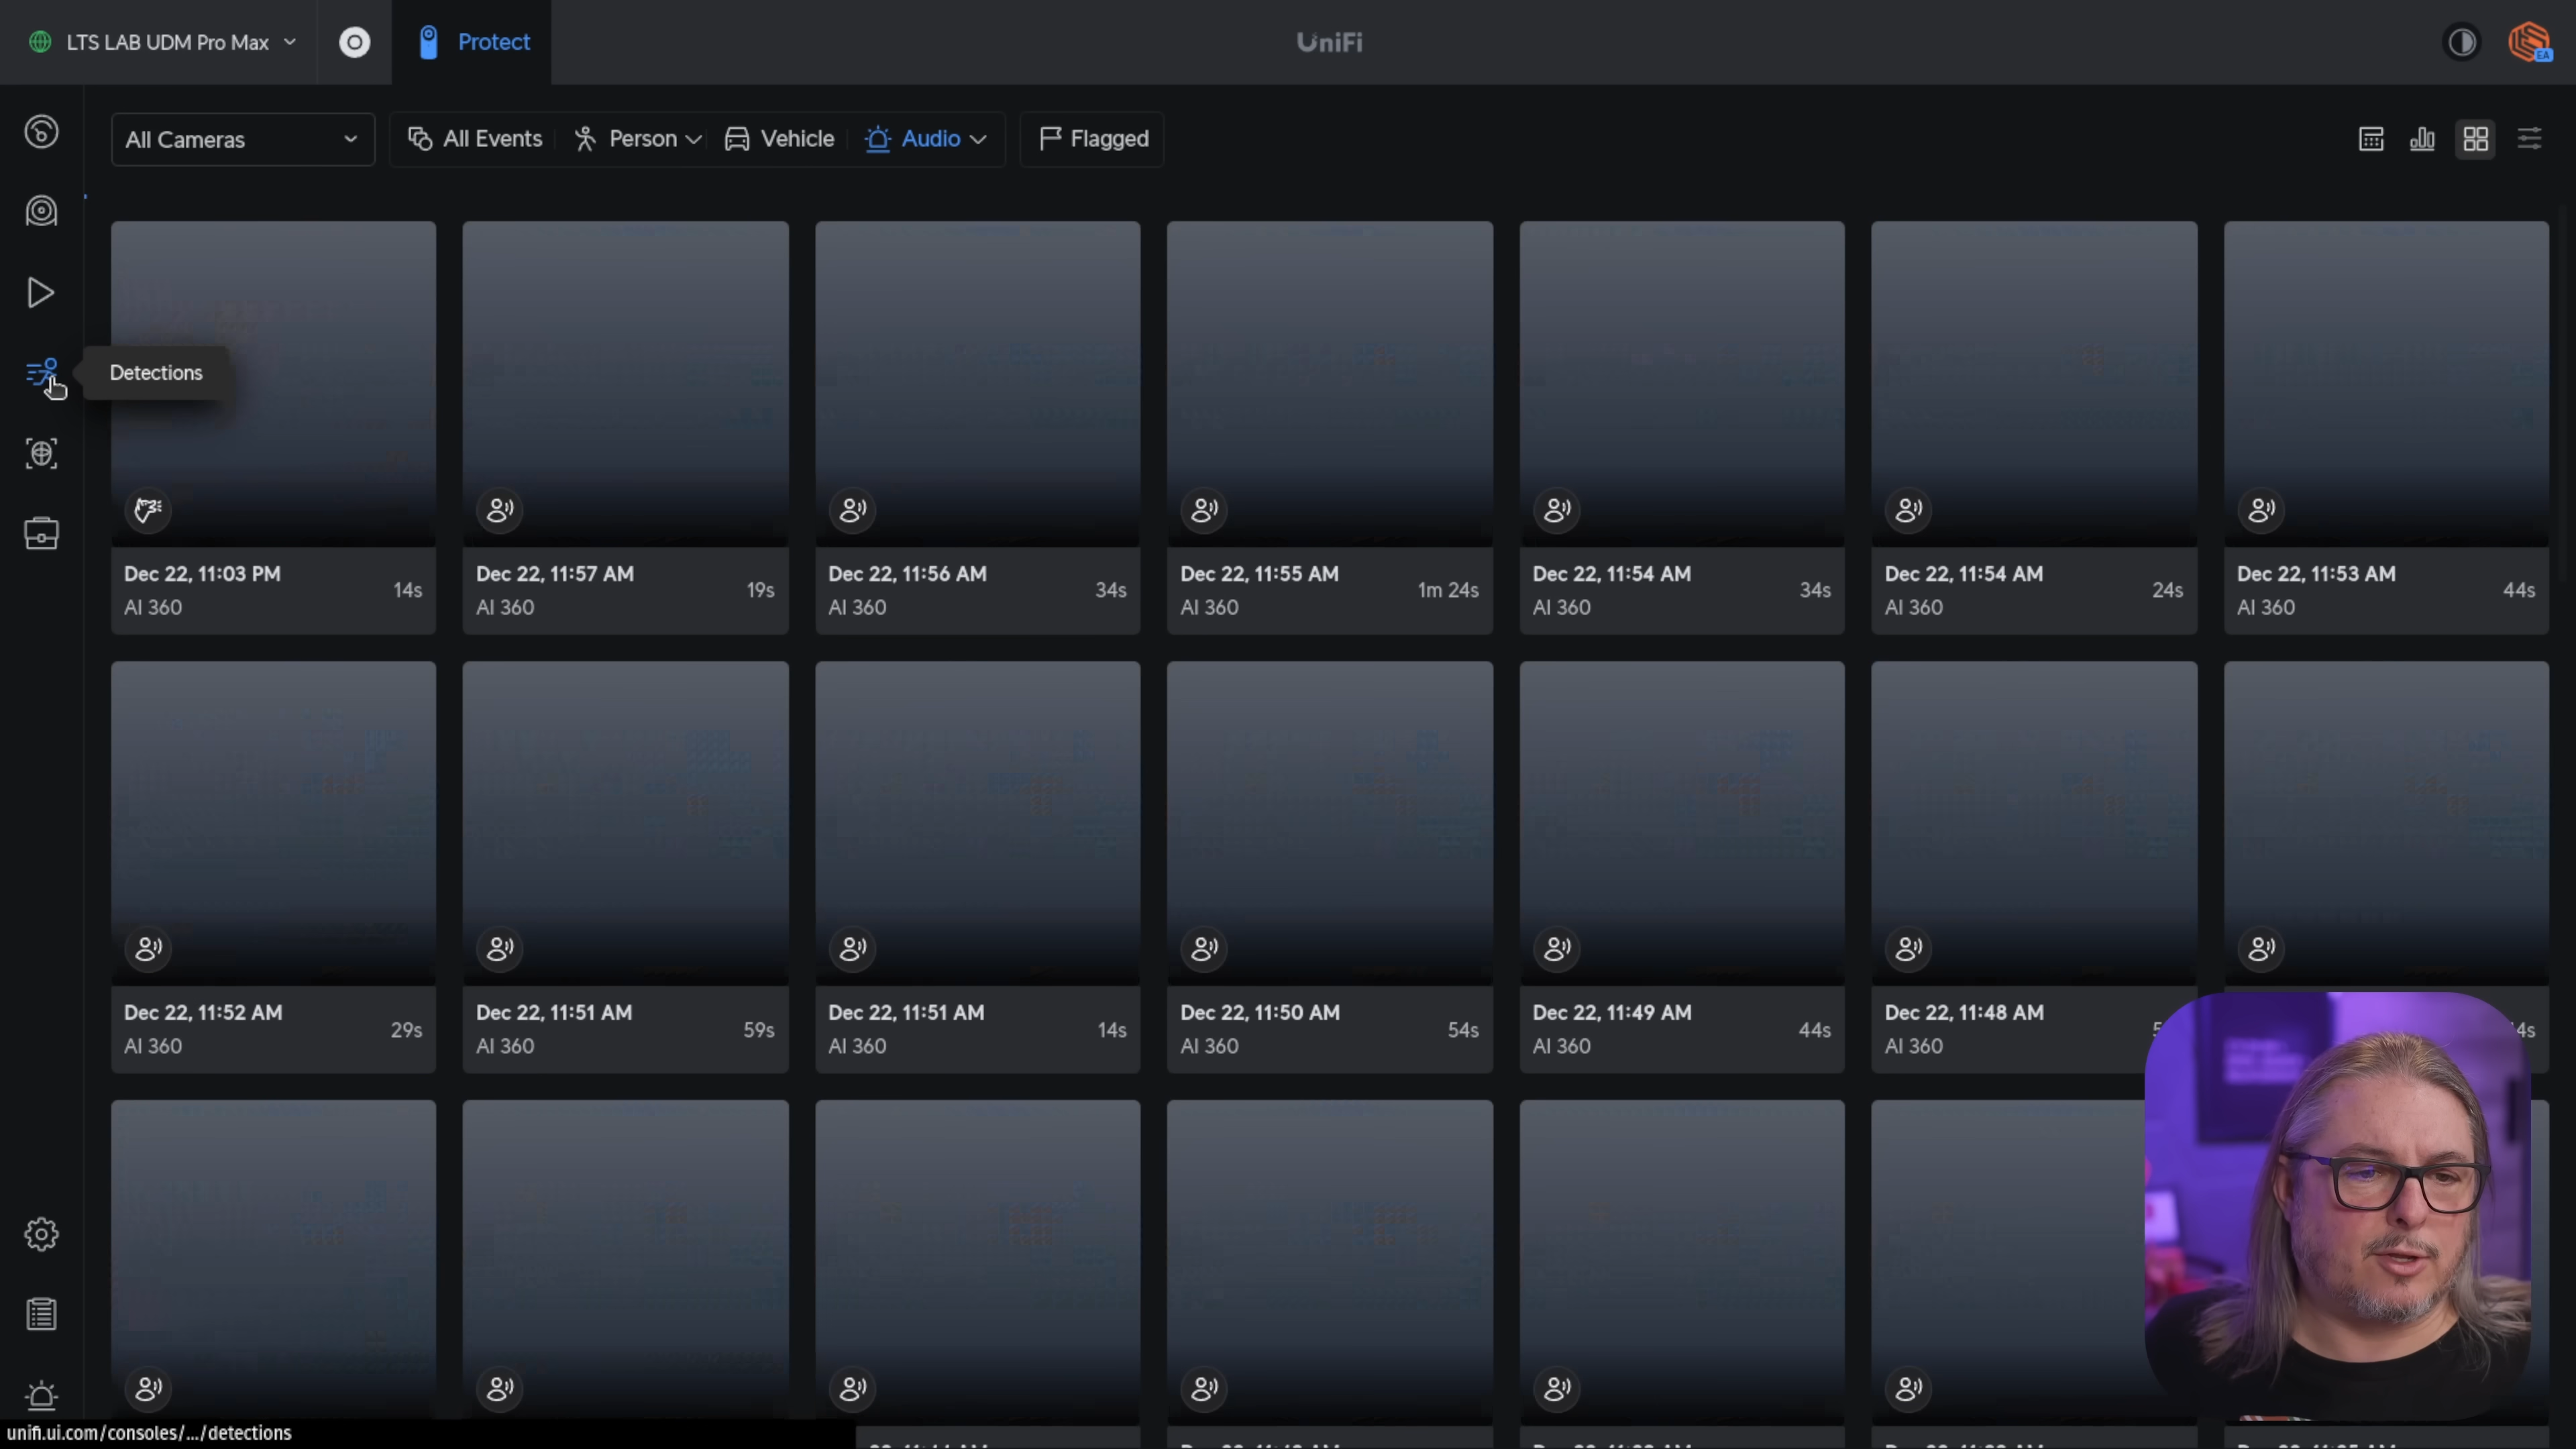 LTS LAB UDM Pro Max
Protect
UniFi
EA
All Cameras
All Events
Person
Vehicle
Audio
Flagged
Detections
Dec 22, 11:03 PM
14s
AI 360
Dec 22, 11:57 AM
19s
AI 360
Dec 22, 11:56 AM
34s
AI 360
Dec 22, 11:55 AM
1m 24s
AI 360
Dec 22, 11:54 AM
34s
AI 360
Dec 22, 11:54 AM
24s
AI 360
Dec 22, 11:53 AM
44s
AI 360
Dec 22, 11:52 AM
29s
AI 360
Dec 22, 11:51 AM
59s
AI 360
Dec 22, 11:51 AM
14s
AI 360
Dec 22, 11:50 AM
54s
AI 360
Dec 22, 11:49 AM
44s
AI 360
Dec 22, 11:48 AM
AI 360
unifi.ui.com/consoles/.../detections